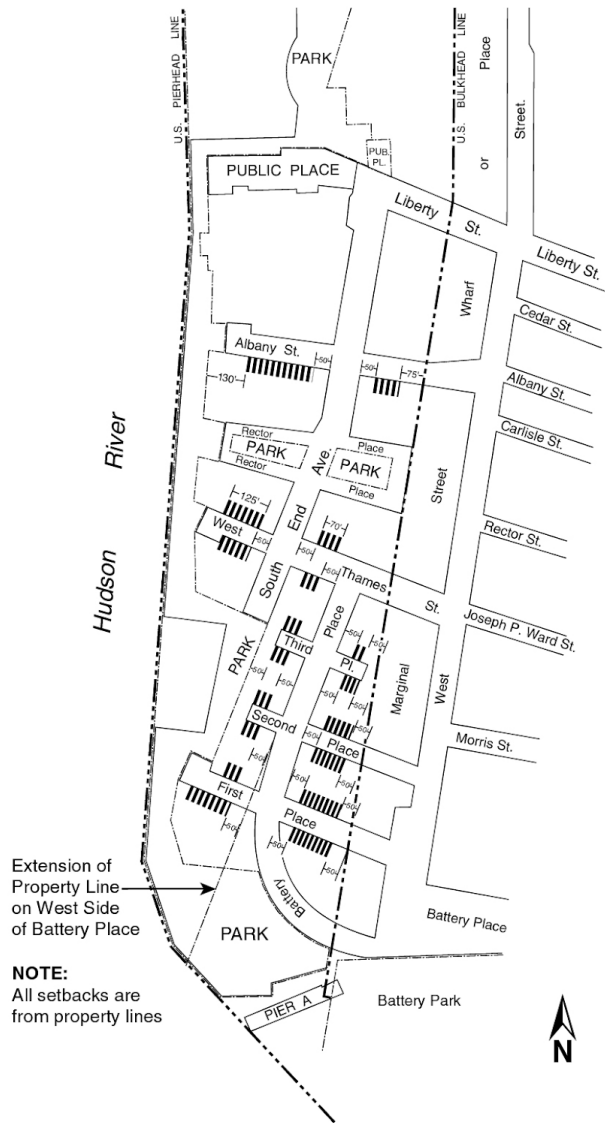 U.S. PIERHEAD LINE
PARK
U.S. BULKHEAD LINE
Place
or
Street.
PUB.
PL.
PUBLIC PLACE
Liberty St.
Liberty St.
Wharf
Cedar St.
Albany St.
-50'-
-50'-
-75'-
130'
Albany St.
Carlisle St.
Rector Place
PARK
Rector Place
PARK
Ave.
Hudson River
Street
125'
West
-50'-
End
70'
-50'-
-50'-
Rector St.
South
Thames St.
Joseph P. Ward St.
Place
PARK
Third Pl.
-50'-
-50'-
-50'-
-50'-
-50'-
-50'-
Marginal
West
Second Place
-50'-
-50'-
Morris St.
-50'-
-50'-
First Place
-50'-
-50'-
-50'-
-50'-
Extension of
Property Line
on West Side
of Battery Place
Battery
Battery Place
PARK
NOTE:
All setbacks are
from property lines
PIER A
Battery Park
N